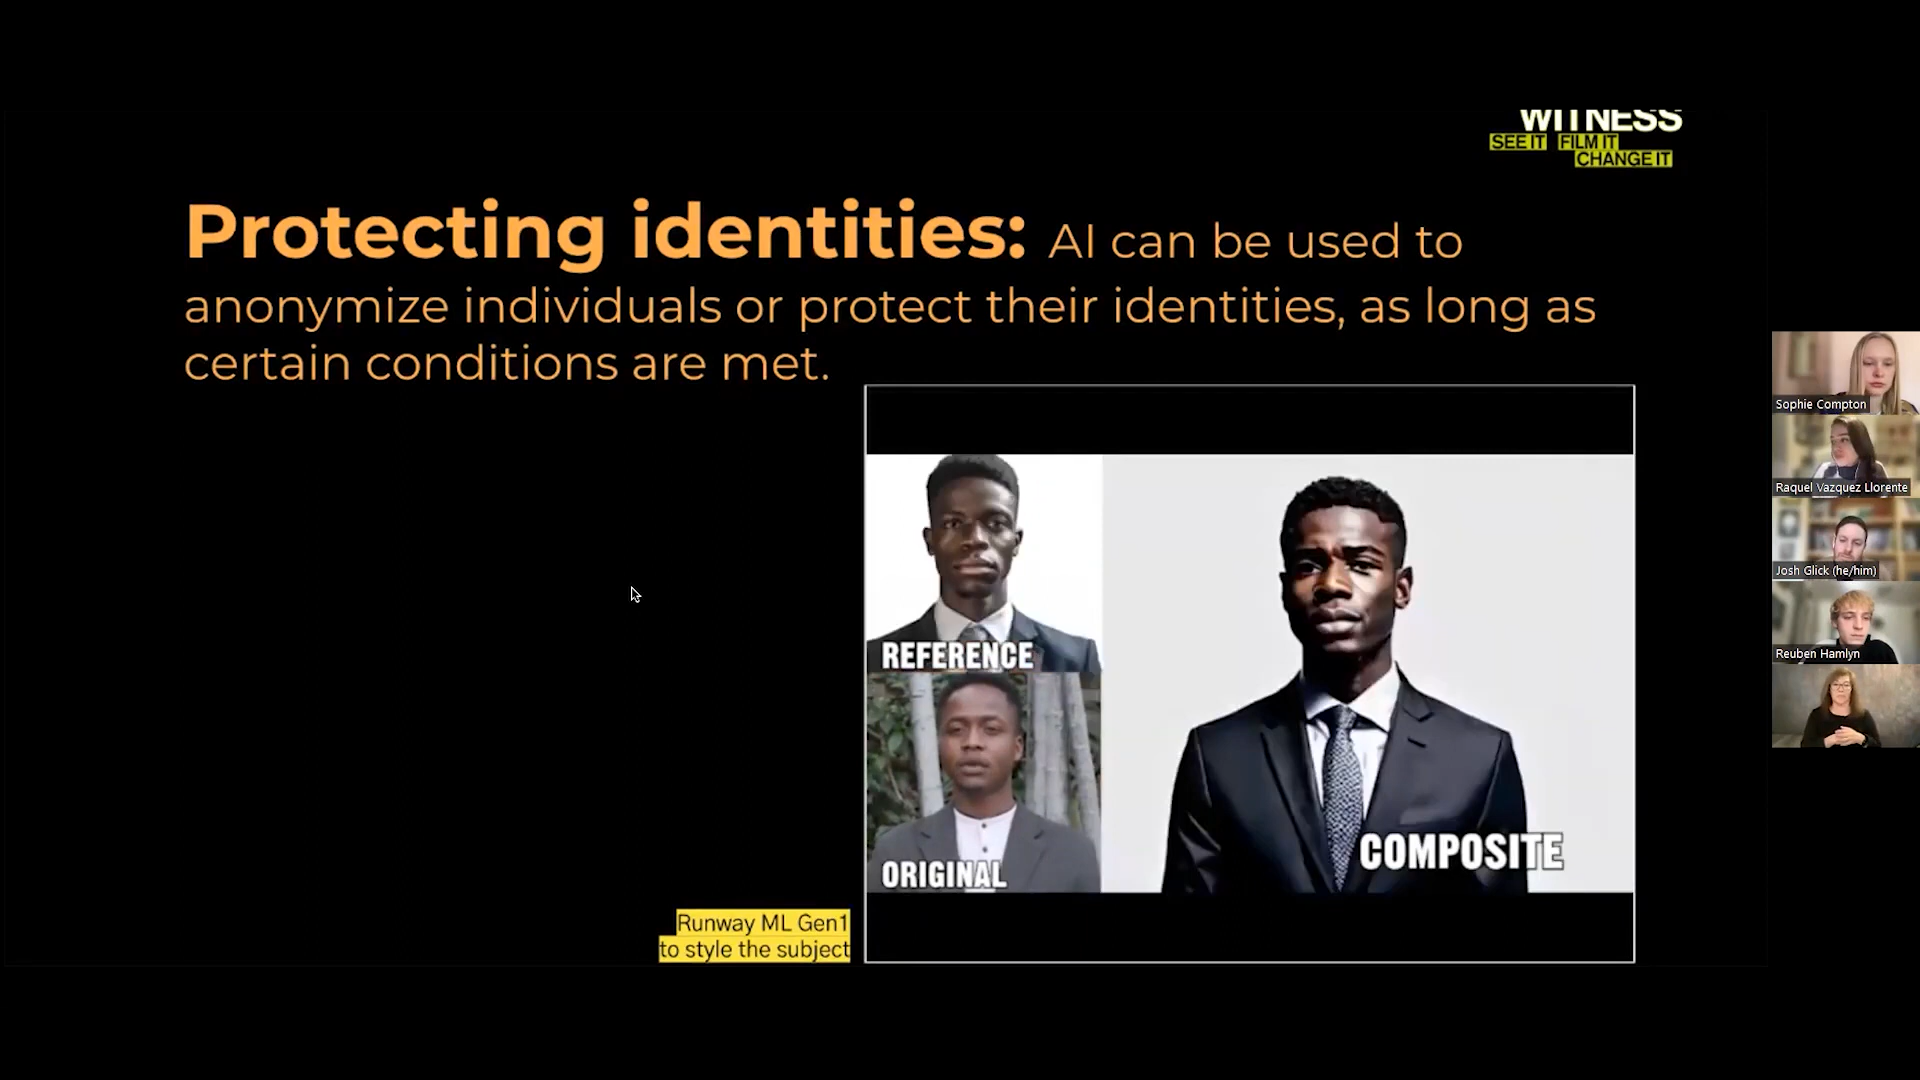 WITNESS
SEE IT FILM IT
CHANGE IT
Protecting identities: AI can be used to
anonymize individuals or protect their identities, as long as
certain conditions are met.
REFERENCE
ORIGINAL
COMPOSITE
Runway ML Gen1
to style the subject
Sophie Compton
Raquel Vazquez Llorente
Josh Glick (he/him)
Reuben Hamlyn